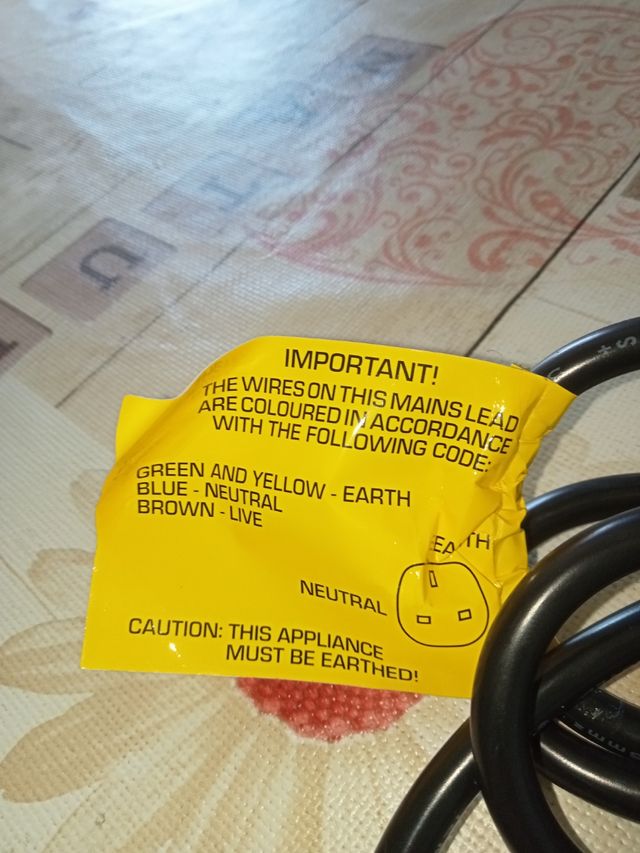 IMPORTANT!
THE WIRES ON THIS MAINS LEAD
ARE COLOURED IN ACCORDANCE
WITH THE FOLLOWING CODE:
GREEN AND YELLOW - EARTH
BLUE - NEUTRAL
BROWN - LIVE
EARTH
NEUTRAL
CAUTION: THIS APPLIANCE
MUST BE EARTHED!